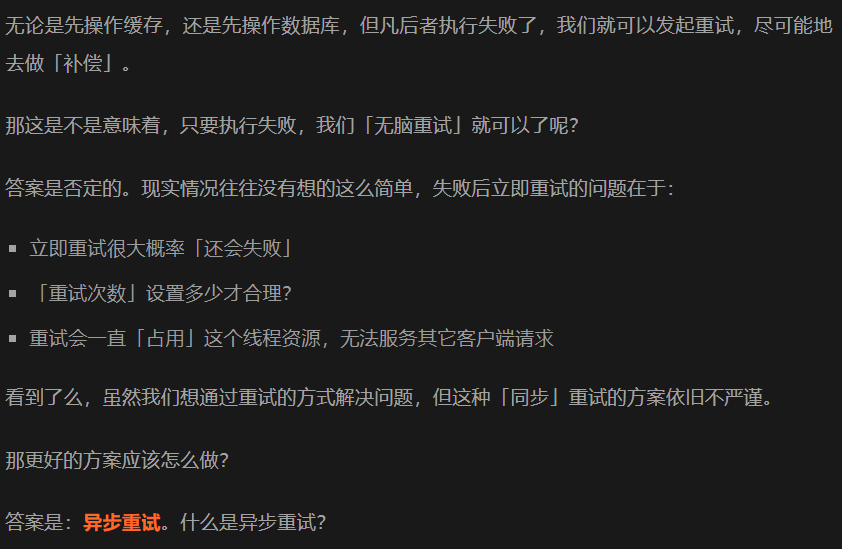 无论是先操作缓存，还是先操作数据库，但凡后者执行失败了，我们就可以发起重试，尽可能地
去做「补偿」。
那这是不是意味着，只要执行失败，我们「无脑重试」就可以了呢？
答案是否定的。现实情况往往没有想的这么简单，失败后立即重试的问题在于：
▪ 立即重试很大概率「还会失败」
▪ 「重试次数」设置多少才合理？
▪ 重试会一直「占用」这个线程资源，无法服务其它客户端请求
看到了么，虽然我们想通过重试的方式解决问题，但这种「同步」重试的方案依旧不严谨。
那更好的方案应该怎么做？
答案是：异步重试。什么是异步重试？